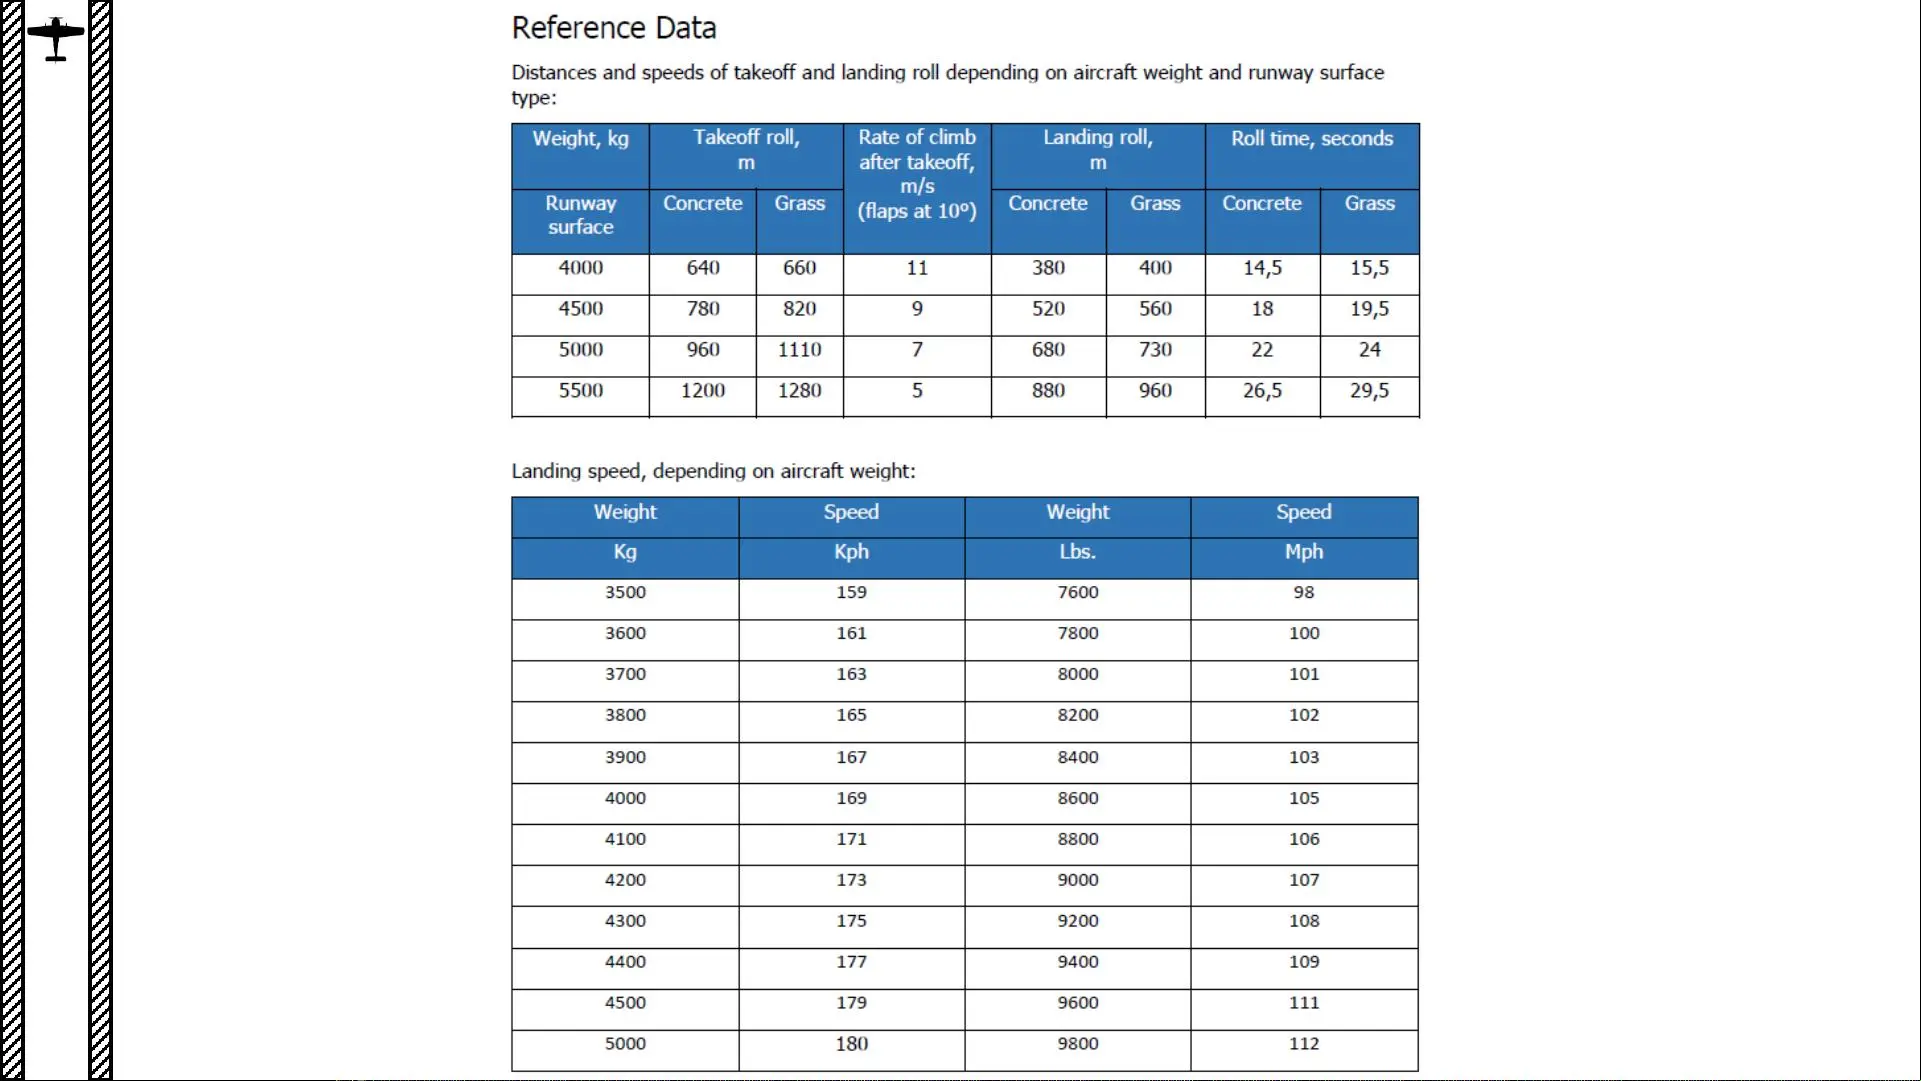 Reference Data
Distances and speeds of takeoff and landing roll depending on aircraft weight and runway surface
type:
Weight, kg Takeoff roll, m Rate of climb after takeoff, m/s (flaps at 10º) Landing roll, m Roll time, seconds
Runway surface Concrete Grass Concrete Grass Concrete Grass
4000 640 660 11 380 400 14,5 15,5
4500 780 820 9 520 560 18 19,5
5000 960 1110 7 680 730 22 24
5500 1200 1280 5 880 960 26,5 29,5
Landing speed, depending on aircraft weight:
Weight Speed Weight Speed
Kg Kph Lbs. Mph
3500 159 7600 98
3600 161 7800 100
3700 163 8000 101
3800 165 8200 102
3900 167 8400 103
4000 169 8600 105
4100 171 8800 106
4200 173 9000 107
4300 175 9200 108
4400 177 9400 109
4500 179 9600 111
5000 180 9800 112